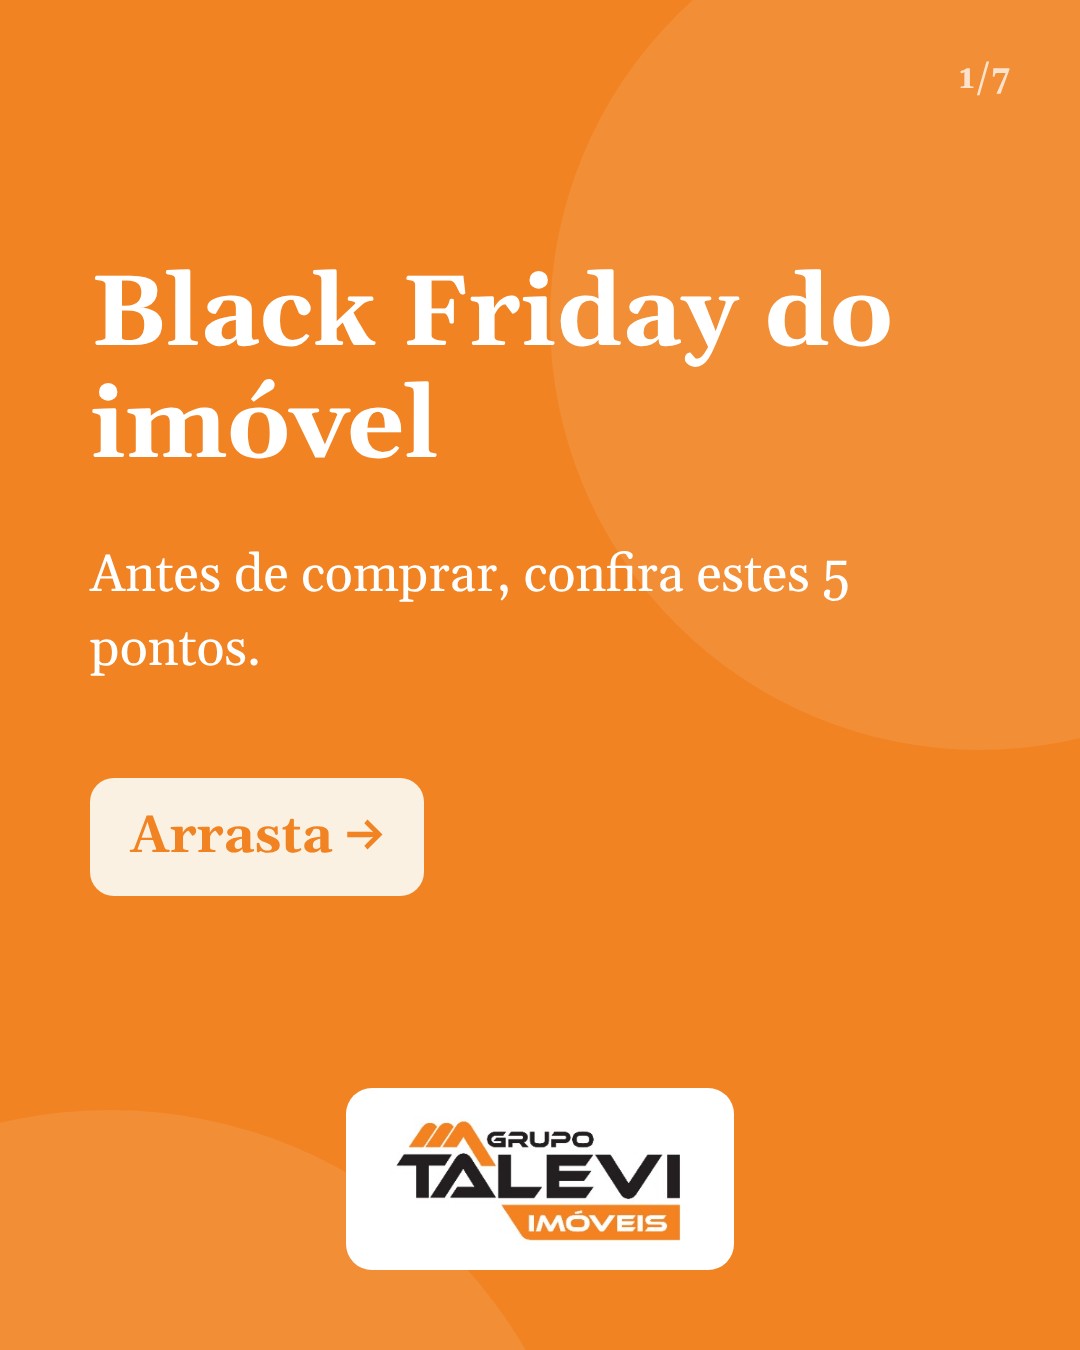 1/7
Black Friday do
imóvel
Antes de comprar, confira estes 5
pontos.
Arrasta →
GRUPO
TALEVI
IMÓVEIS